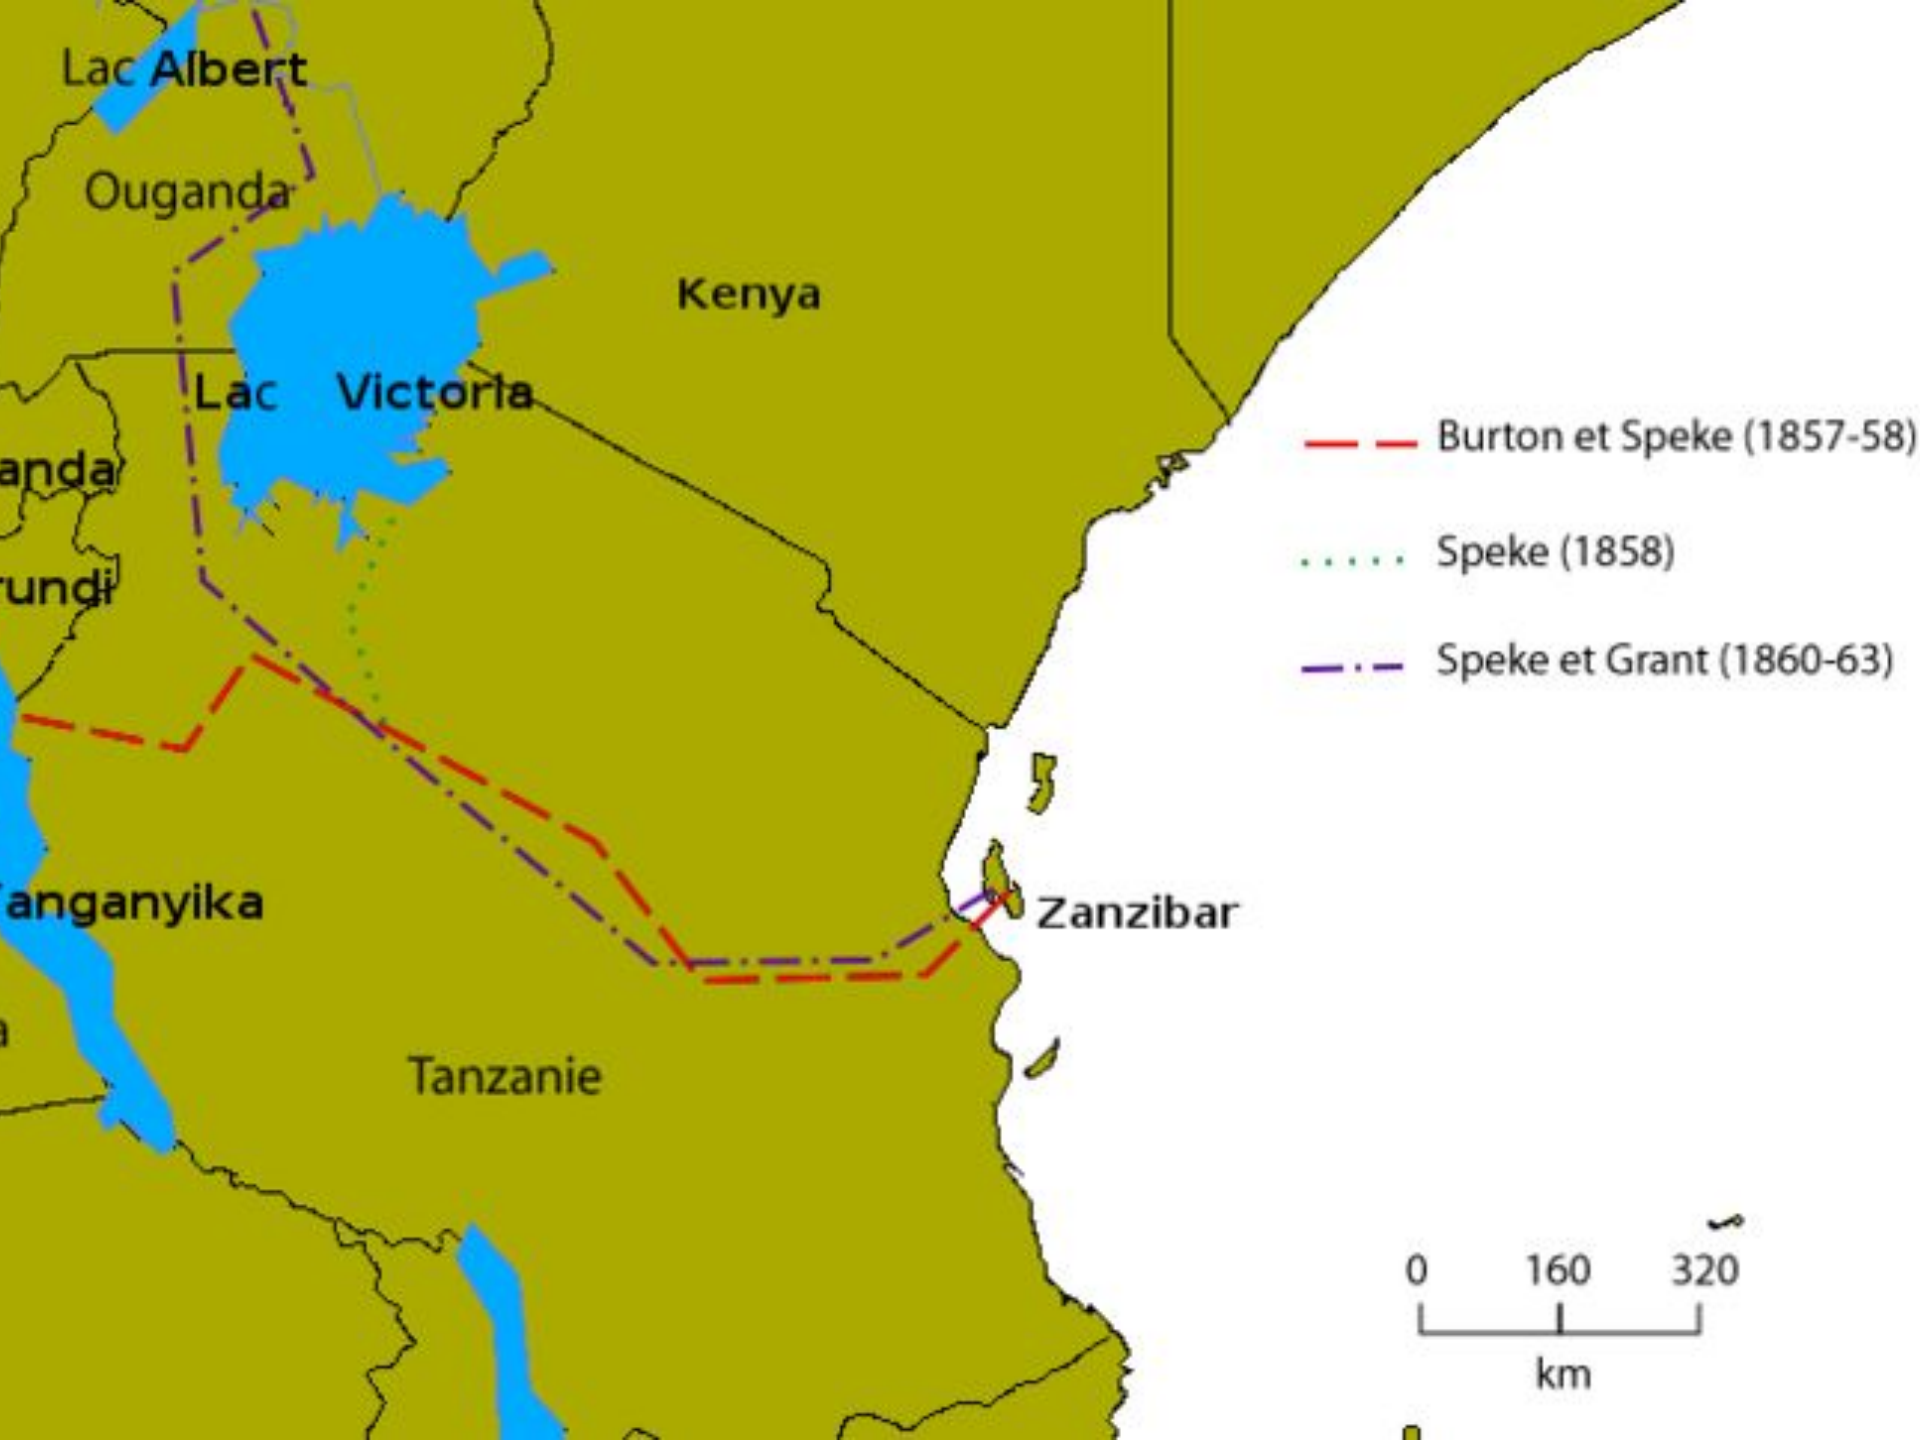 Lac Albert
Ouganda
Kenya
Lac Victoria
Burton et Speke (1857-58)
anda
Speke (1858)
rundi
Speke et Grant (1860-63)
anganyika
Zanzibar
a
Tanzanie
0 160 320
km